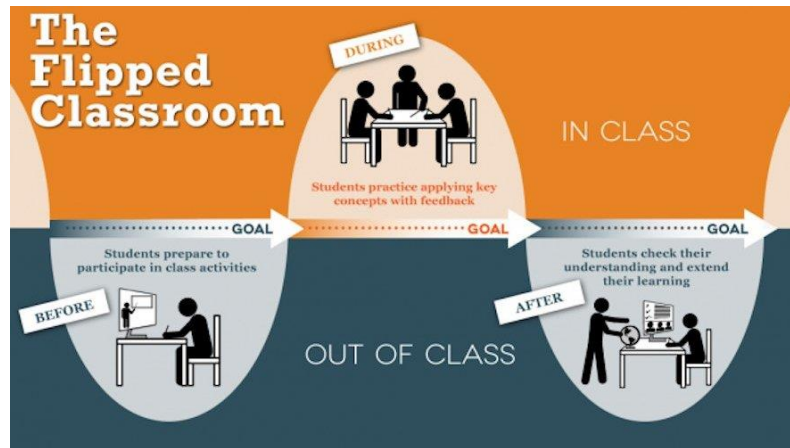 The
Flipped
Classroom
DURING
IN CLASS
Students practice applying key
concepts with feedback
GOAL
GOAL
GOAL
Students prepare to
participate in class activities
BEFORE
Students check their
understanding and extend
their learning
AFTER
OUT OF CLASS